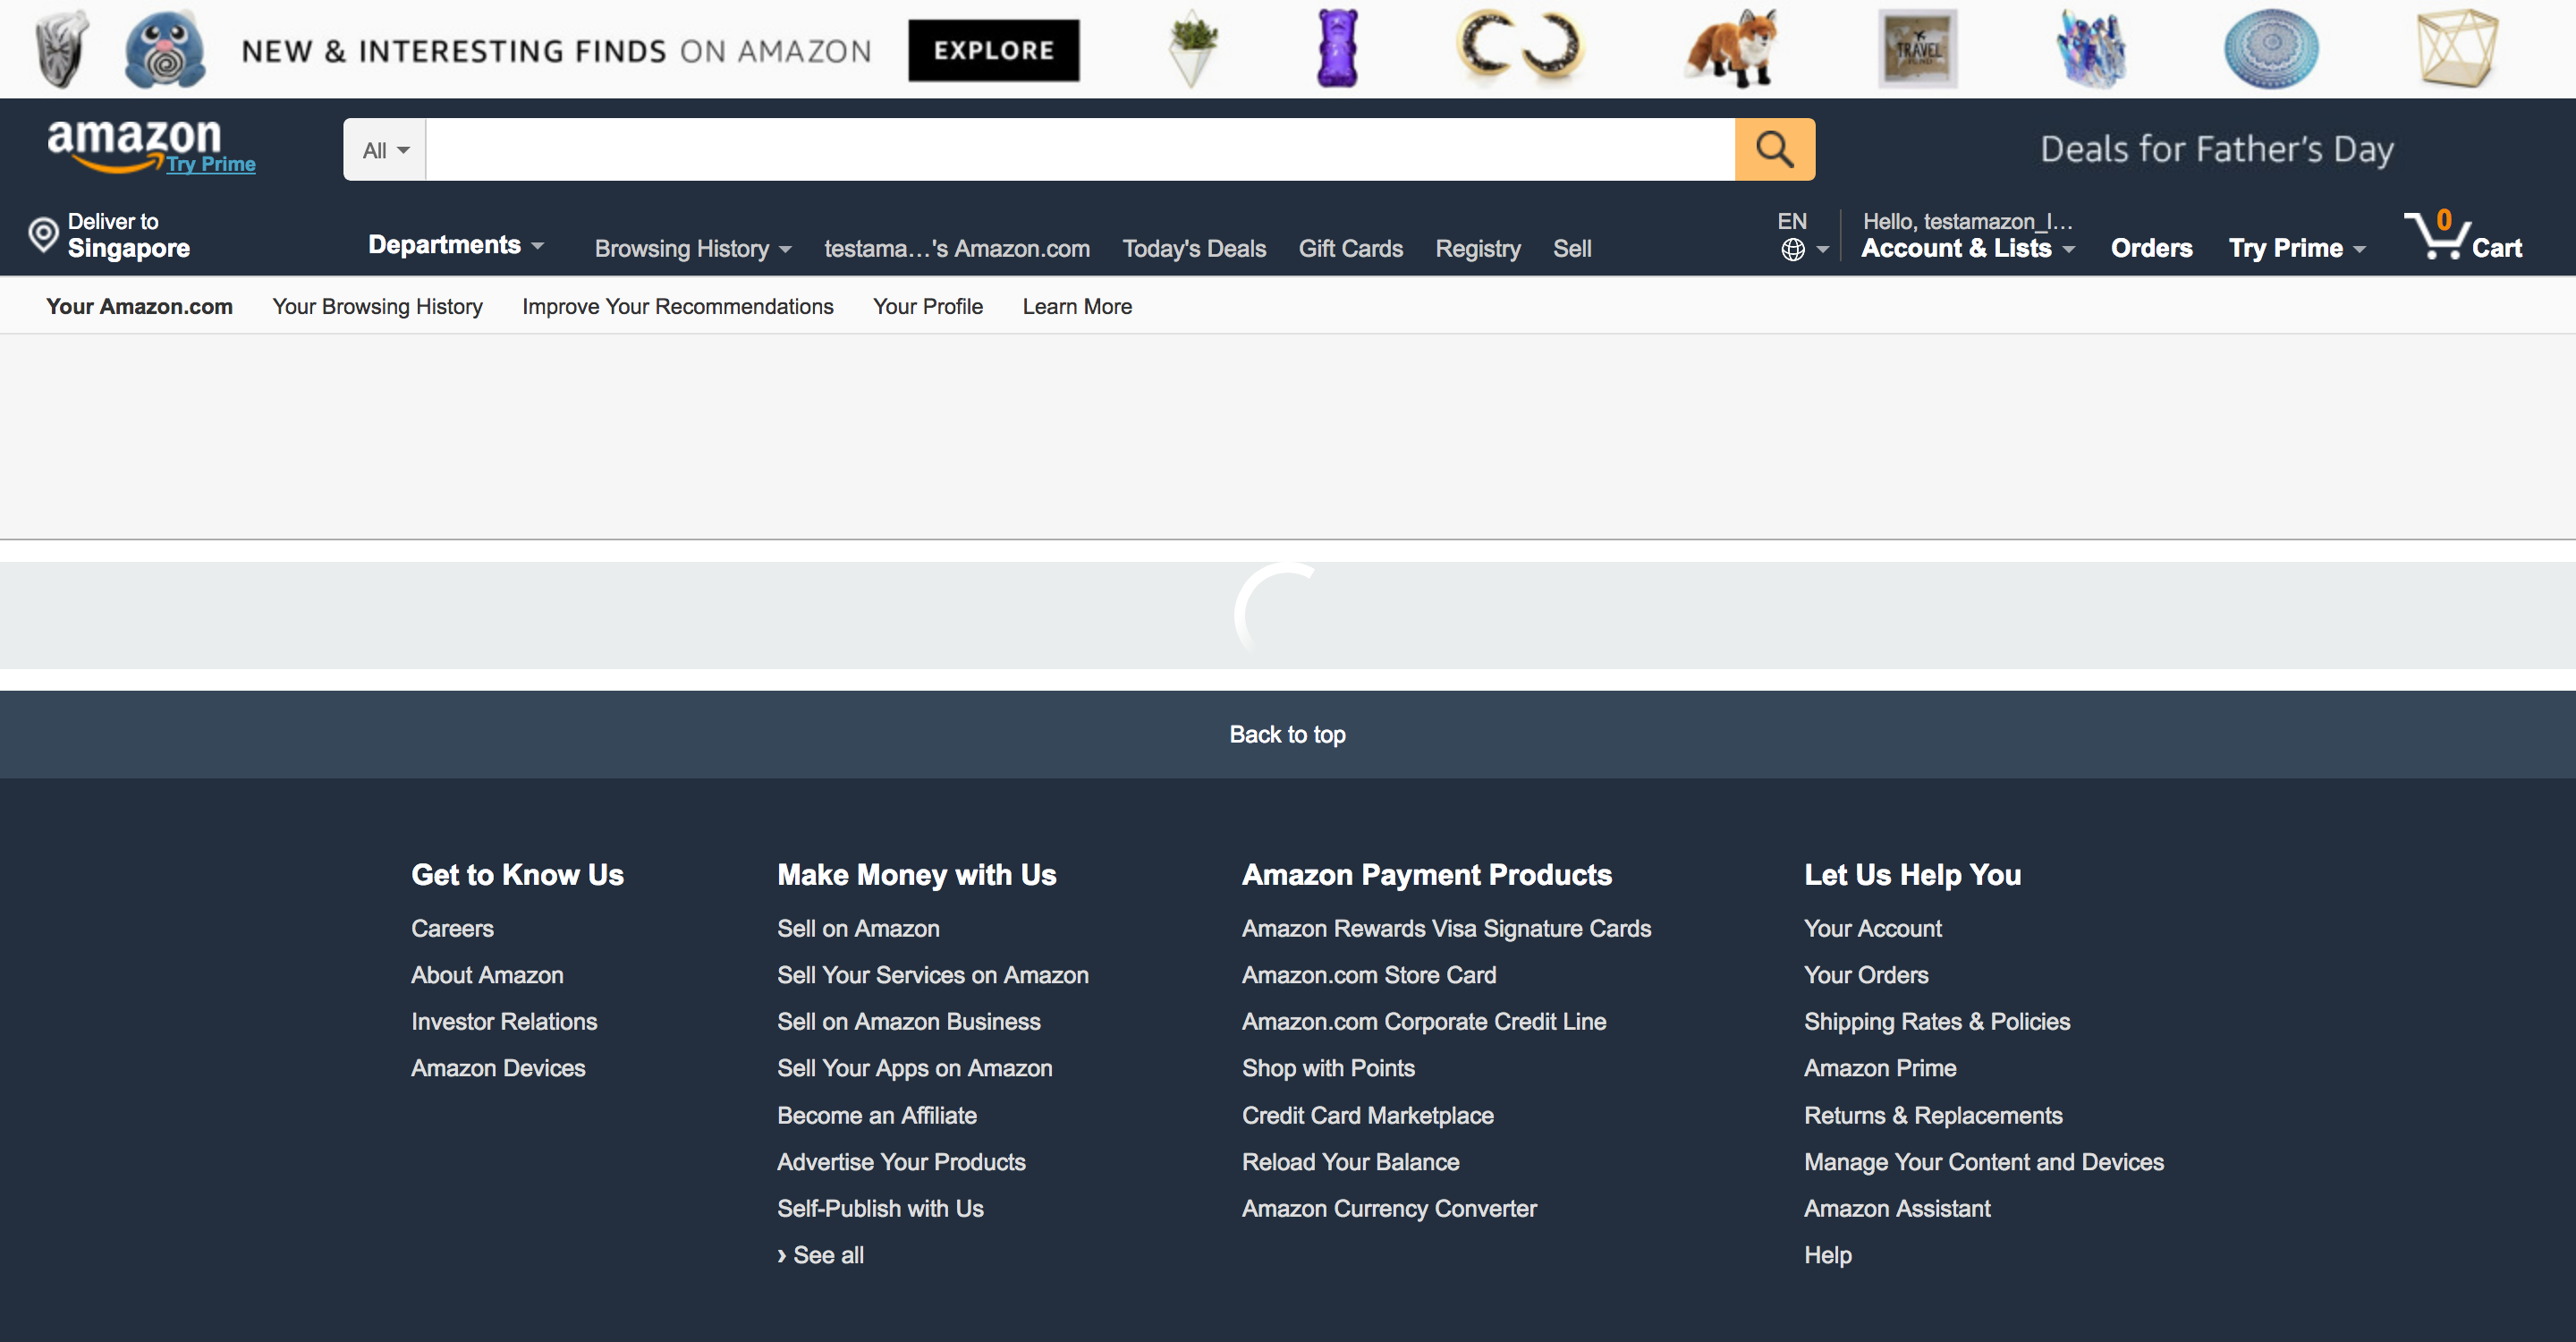 NEW & INTERESTING FINDS ON AMAZON EXPLORE
TRAVEL FUND
amazon
Try Prime
All
Deals for Father's Day
Deliver to
Singapore
Departments
Browsing History
testama...'s Amazon.com
Today's Deals
Gift Cards
Registry
Sell
EN
Hello, testamazon_l...
Account & Lists
Orders
Try Prime
0
Cart
Your Amazon.com
Your Browsing History
Improve Your Recommendations
Your Profile
Learn More
Back to top
Get to Know Us
Careers
About Amazon
Investor Relations
Amazon Devices
Make Money with Us
Sell on Amazon
Sell Your Services on Amazon
Sell on Amazon Business
Sell Your Apps on Amazon
Become an Affiliate
Advertise Your Products
Self-Publish with Us
› See all
Amazon Payment Products
Amazon Rewards Visa Signature Cards
Amazon.com Store Card
Amazon.com Corporate Credit Line
Shop with Points
Credit Card Marketplace
Reload Your Balance
Amazon Currency Converter
Let Us Help You
Your Account
Your Orders
Shipping Rates & Policies
Amazon Prime
Returns & Replacements
Manage Your Content and Devices
Amazon Assistant
Help